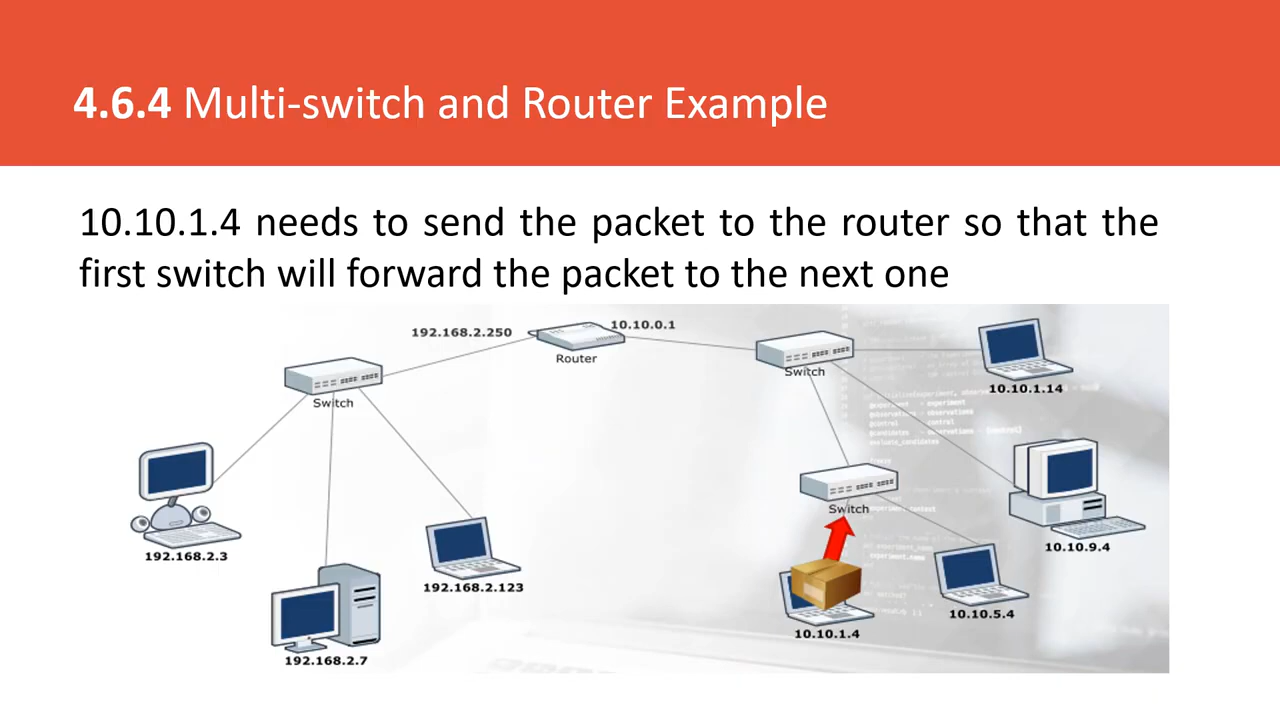 4.6.4 Multi-switch and Router Example
10.10.1.4 needs to send the packet to the router so that the
first switch will forward the packet to the next one
192.168.2.250
10.10.0.1
Router
Switch
Switch
10.10.1.14
Switch
192.168.2.3
192.168.2.123
10.10.9.4
10.10.5.4
10.10.1.4
192.168.2.7